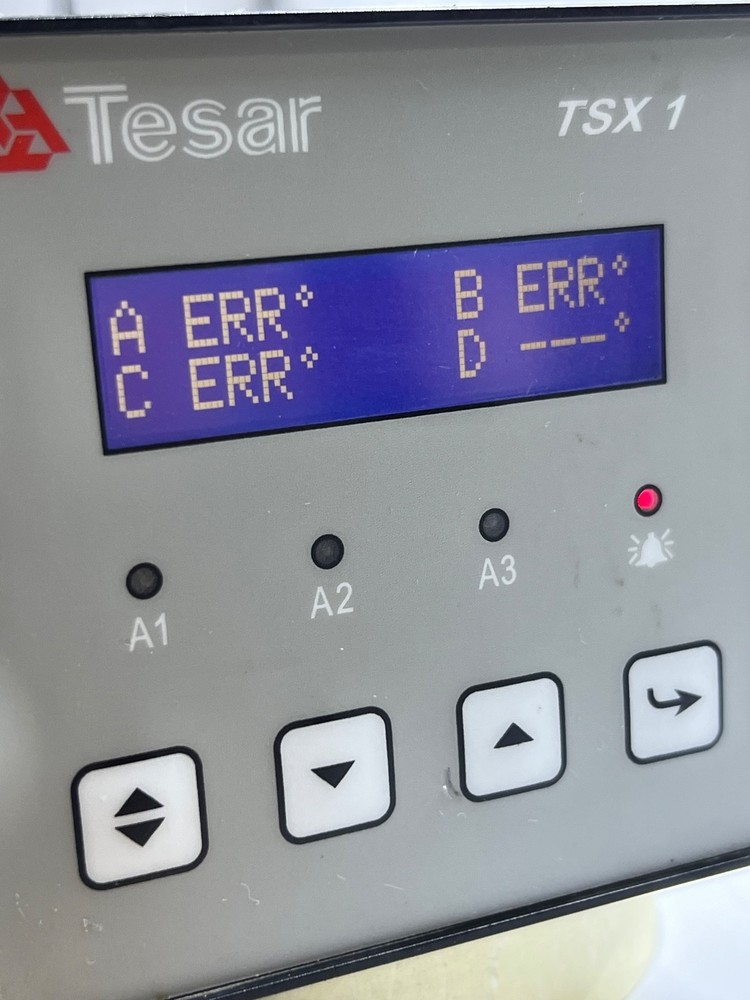 Tesar
TSX 1
A ERR° B ERR°
C ERR° D ---°
A1 A2 A3